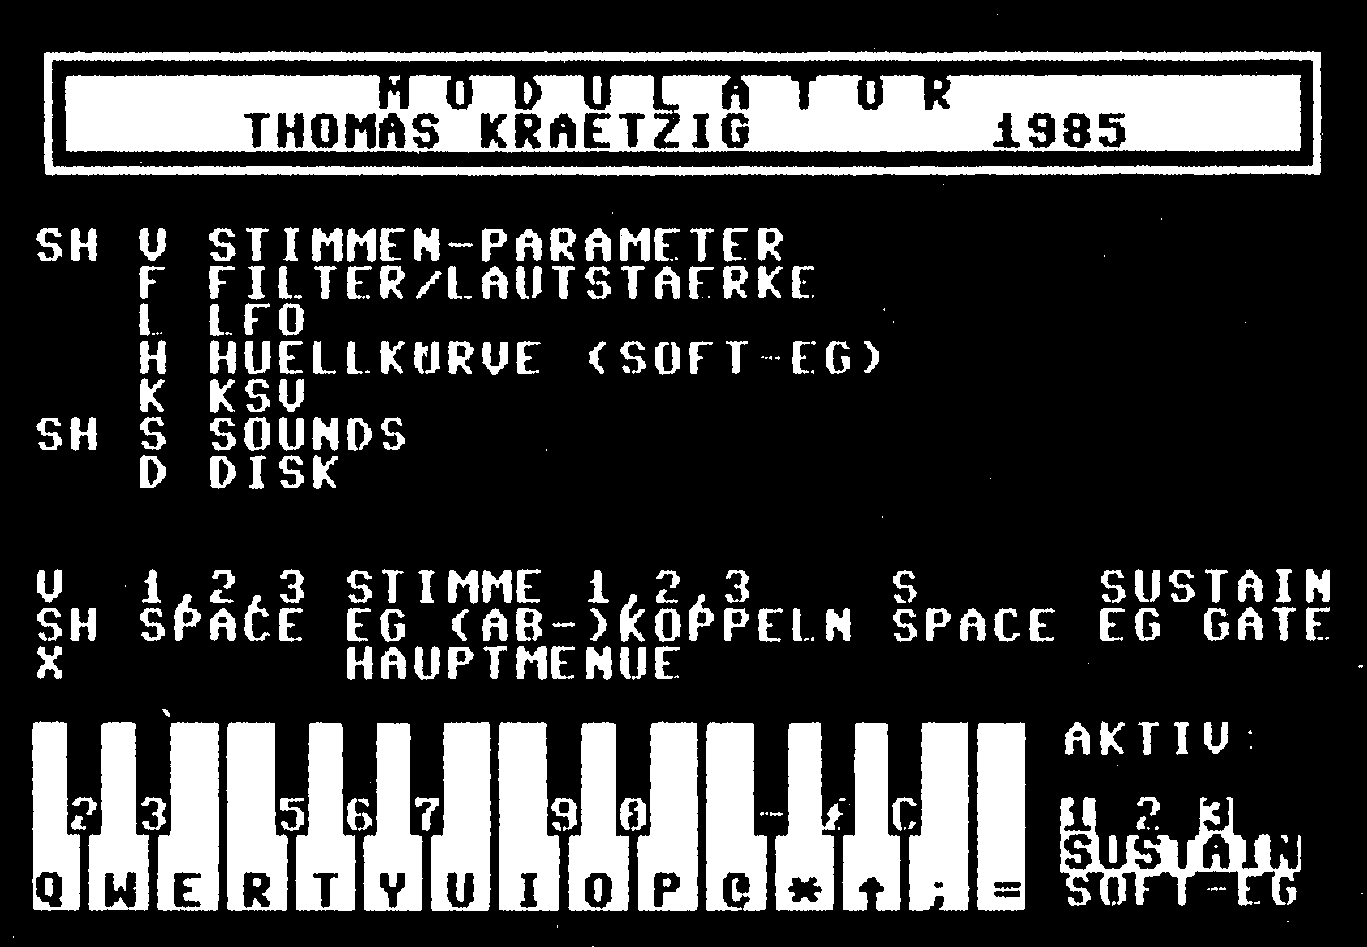 M O D U L A T O R
THOMAS KRAETZIG 1985
SH V STIMMEN-PARAMETER
F FILTER/LAUTSTAERKE
L LFO
H HUELLKURVE (SOFT-EG)
K KSV
SH S SOUNDS
D DISK
V 1,2,3 STIMME 1,2,3 S SUSTAIN
SH SPACE EG (AB-)KOPPELN SPACE EG GATE
X HAUPTMENUE
AKTIV:
2 3 5 6 7 9 0 - £ C
1 2 3
SUSTAIN
Q W E R T Y U I O P @ * ↑ ; =
SOFT-EG